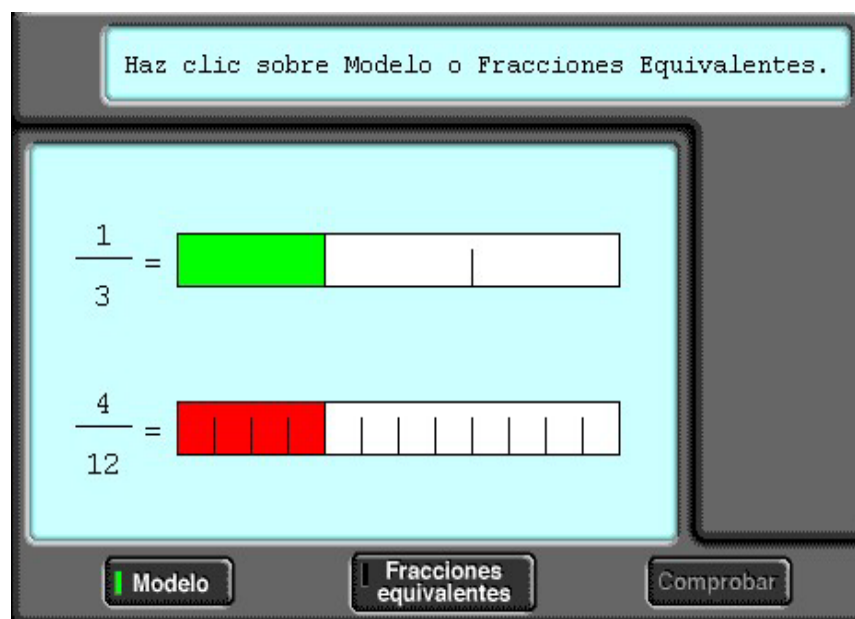 Haz clic sobre Modelo o Fracciones Equivalentes.
1
3
=
4
12
=
Modelo
Fracciones
equivalentes
Comprobar